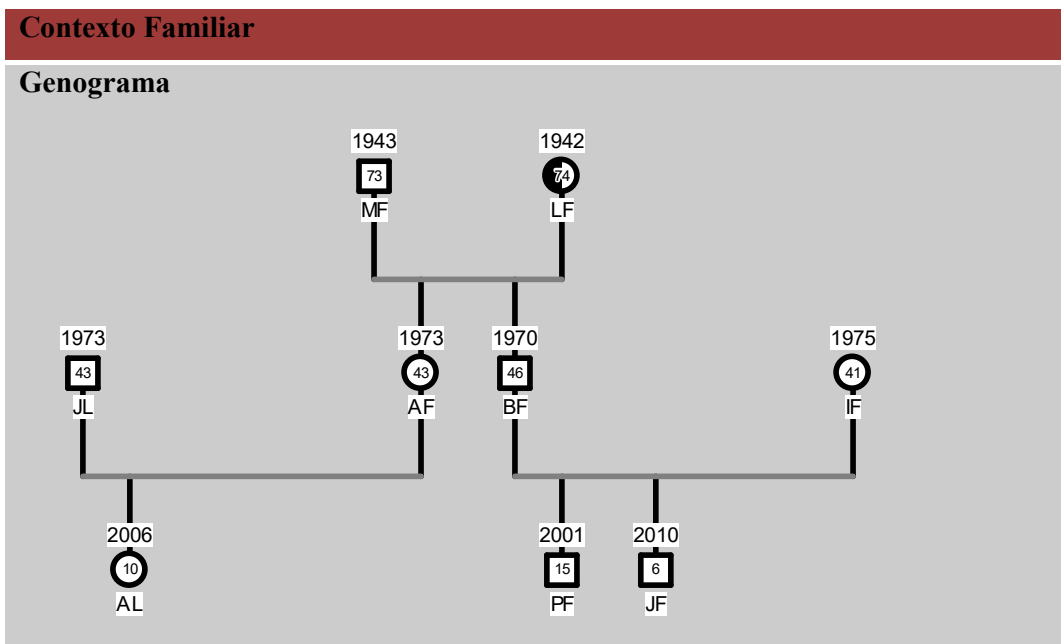 Contexto Familiar
Genograma
1943 1942
73 74
MF LF
1973 1973 1970 1975
43 43 46 41
JL AF BF IF
2006 2001 2010
10 15 6
AL PF JF